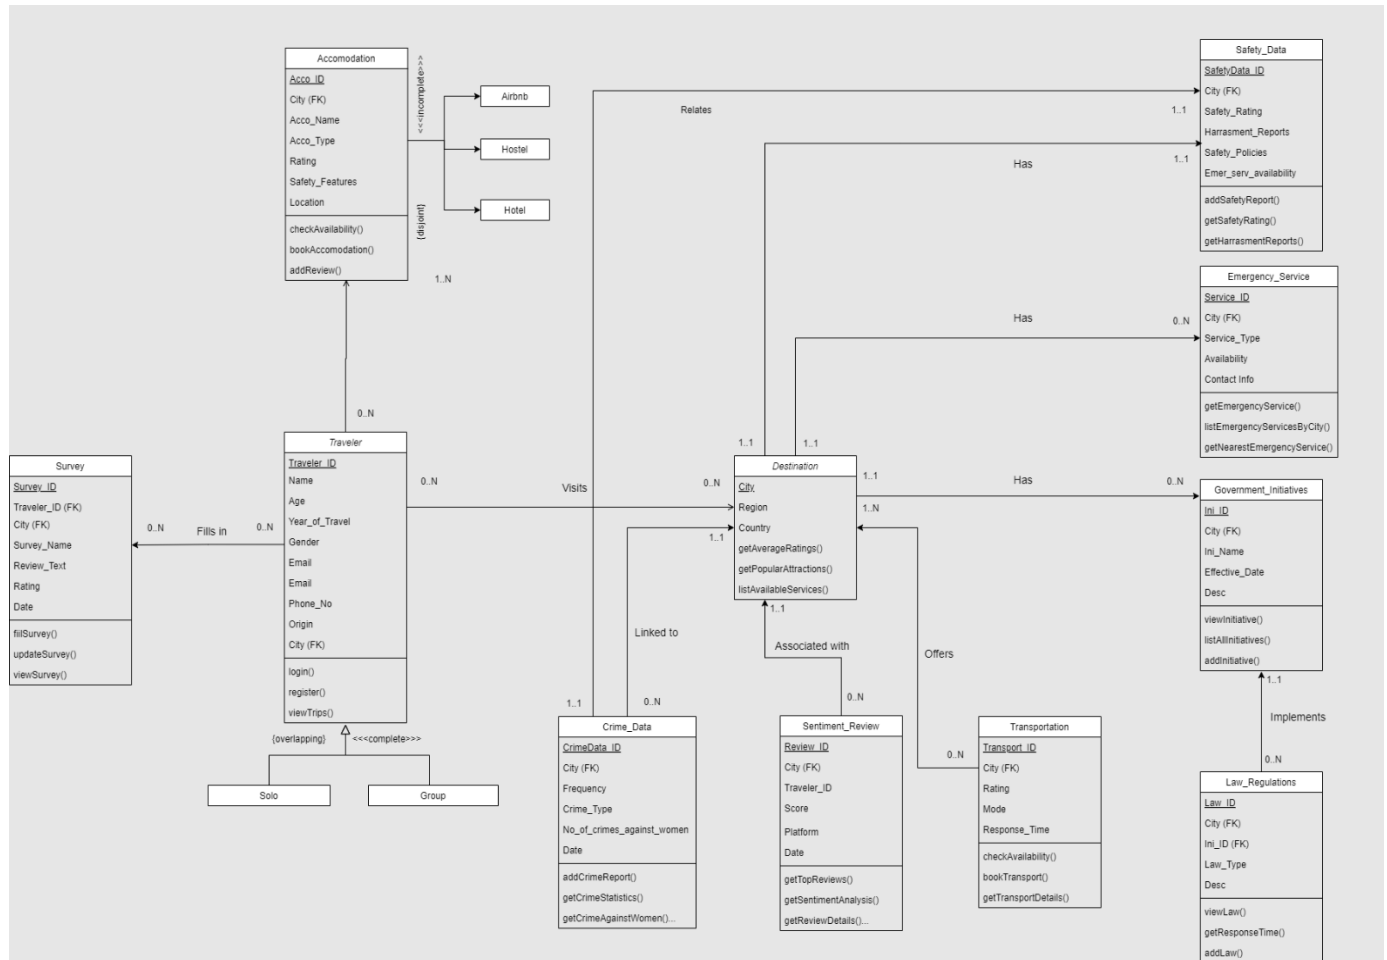 Accomodation
Acco_ID
City (FK)
Acco_Name
Acco_Type
Rating
Safety_Features
Location
checkAvailability()
bookAccomodation()
addReview()
<<<incomplete>>>
{disjoint}
Airbnb
Hostel
Hotel
1..N
0..N
Relates
1..1
Has
1..1
Safety_Data
SafetyData_ID
City (FK)
Safety_Rating
Harrasment_Reports
Safety_Policies
Emer_serv_availability
addSafetyReport()
getSafetyRating()
getHarrasmentReports()
Emergency_Service
Service_ID
City (FK)
Service_Type
Availability
Contact Info
getEmergencyService()
listEmergencyServicesByCity()
getNearestEmergencyService()
Has
0..N
Survey
Survey_ID
Traveler_ID (FK)
City (FK)
Survey_Name
Review_Text
Rating
Date
fillSurvey()
updateSurvey()
viewSurvey()
0..N
Fills in
0..N
Traveler
Traveler_ID
Name
Age
Year_of_Travel
Gender
Email
Email
Phone_No
Origin
City (FK)
login()
register()
viewTrips()
{overlapping}
<<<complete>>>
Solo
Group
0..N
Visits
0..N
1..1
1..1
Destination
City
Region
Country
getAverageRatings()
getPopularAttractions()
listAvailableServices()
1..1
Has
0..N
1..N
1..1
1..1
Linked to
Associated with
Offers
Government_Initiatives
Ini_ID
City (FK)
Ini_Name
Effective_Date
Desc
viewInitiative()
listAllInitiatives()
addInitiative()
1..1
Implements
0..N
1..1
0..N
0..N
0..N
Crime_Data
CrimeData_ID
City (FK)
Frequency
Crime_Type
No_of_crimes_against_women
Date
addCrimeReport()
getCrimeStatistics()
getCrimeAgainstWomen()...
Sentiment_Review
Review_ID
City (FK)
Traveler_ID
Score
Platform
Date
getTopReviews()
getSentimentAnalysis()
getReviewDetails()...
Transportation
Transport_ID
City (FK)
Rating
Mode
Response_Time
checkAvailability()
bookTransport()
getTransportDetails()
Law_Regulations
Law_ID
City (FK)
Ini_ID (FK)
Law_Type
Desc
viewLaw()
getResponseTime()
addLaw()